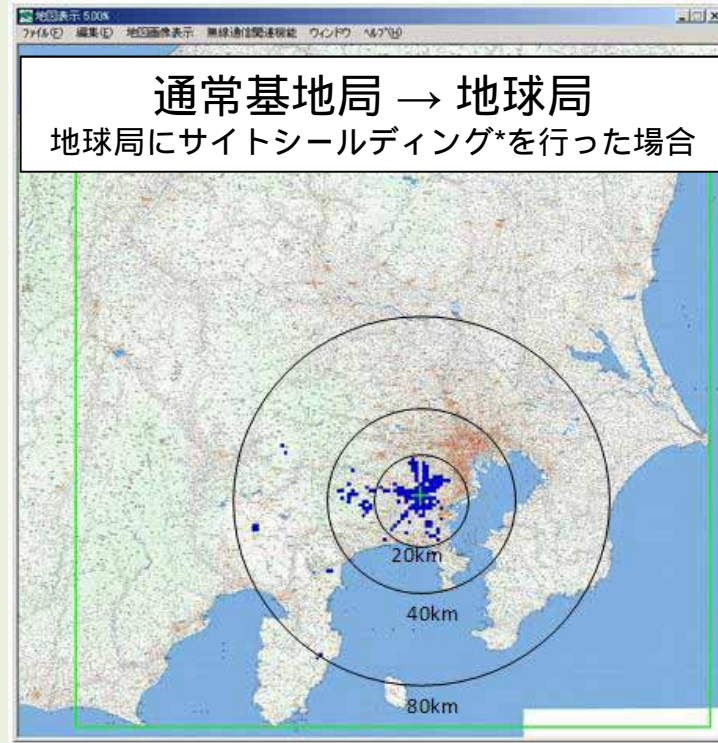 地図表示 5.00%
ファイル(F) 編集(E) 地図画像表示 無線通信関連機能 ウィンドウ ヘルプ(H)
通常基地局 → 地球局
地球局にサイトシールディング*を行った場合
20km
40km
80km